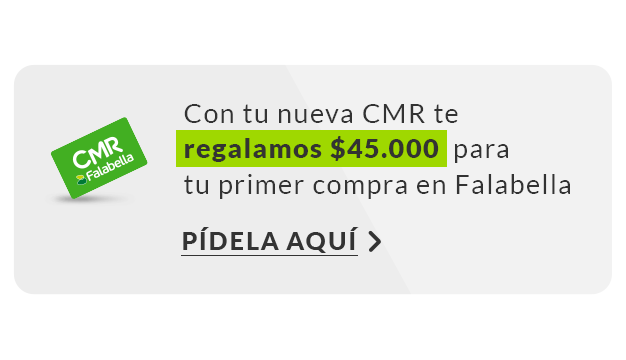 CMR
Falabella
Con tu nueva CMR te
regalamos $45.000 para
tu primer compra en Falabella
PÍDELA AQUÍ >